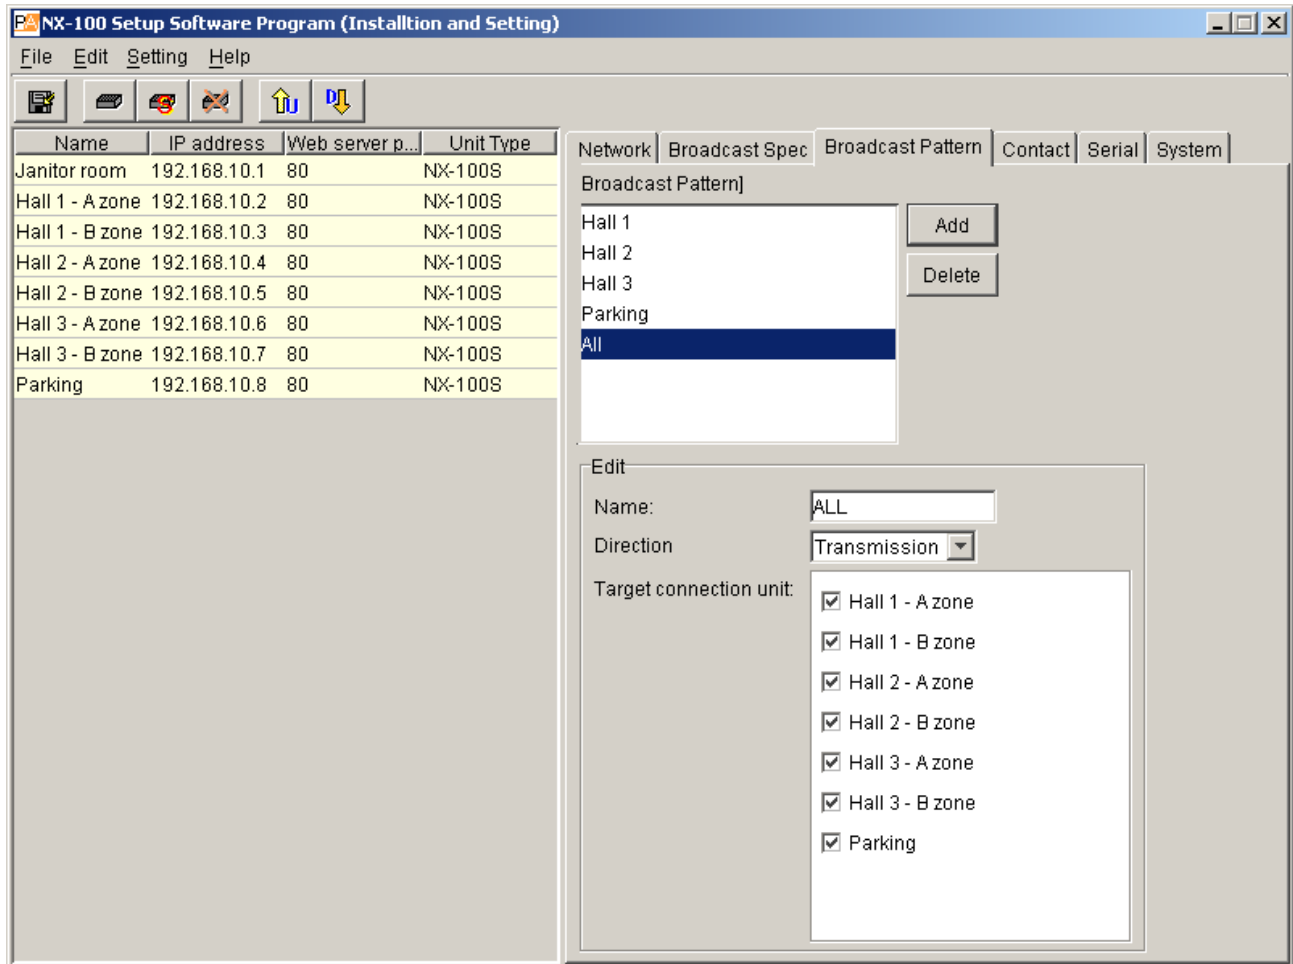 PA NX-100 Setup Software Program (Installtion and Setting)
File Edit Setting Help
U D
Name IP address Web server p... Unit Type
Janitor room 192.168.10.1 80 NX-100S
Hall 1 - A zone 192.168.10.2 80 NX-100S
Hall 1 - B zone 192.168.10.3 80 NX-100S
Hall 2 - A zone 192.168.10.4 80 NX-100S
Hall 2 - B zone 192.168.10.5 80 NX-100S
Hall 3 - A zone 192.168.10.6 80 NX-100S
Hall 3 - B zone 192.168.10.7 80 NX-100S
Parking 192.168.10.8 80 NX-100S
Network Broadcast Spec Broadcast Pattern Contact Serial System
Broadcast Pattern]
Hall 1
Hall 2
Hall 3
Parking
All
Add
Delete
Edit
Name: ALL
Direction Transmission
Target connection unit:
Hall 1 - A zone
Hall 1 - B zone
Hall 2 - A zone
Hall 2 - B zone
Hall 3 - A zone
Hall 3 - B zone
Parking